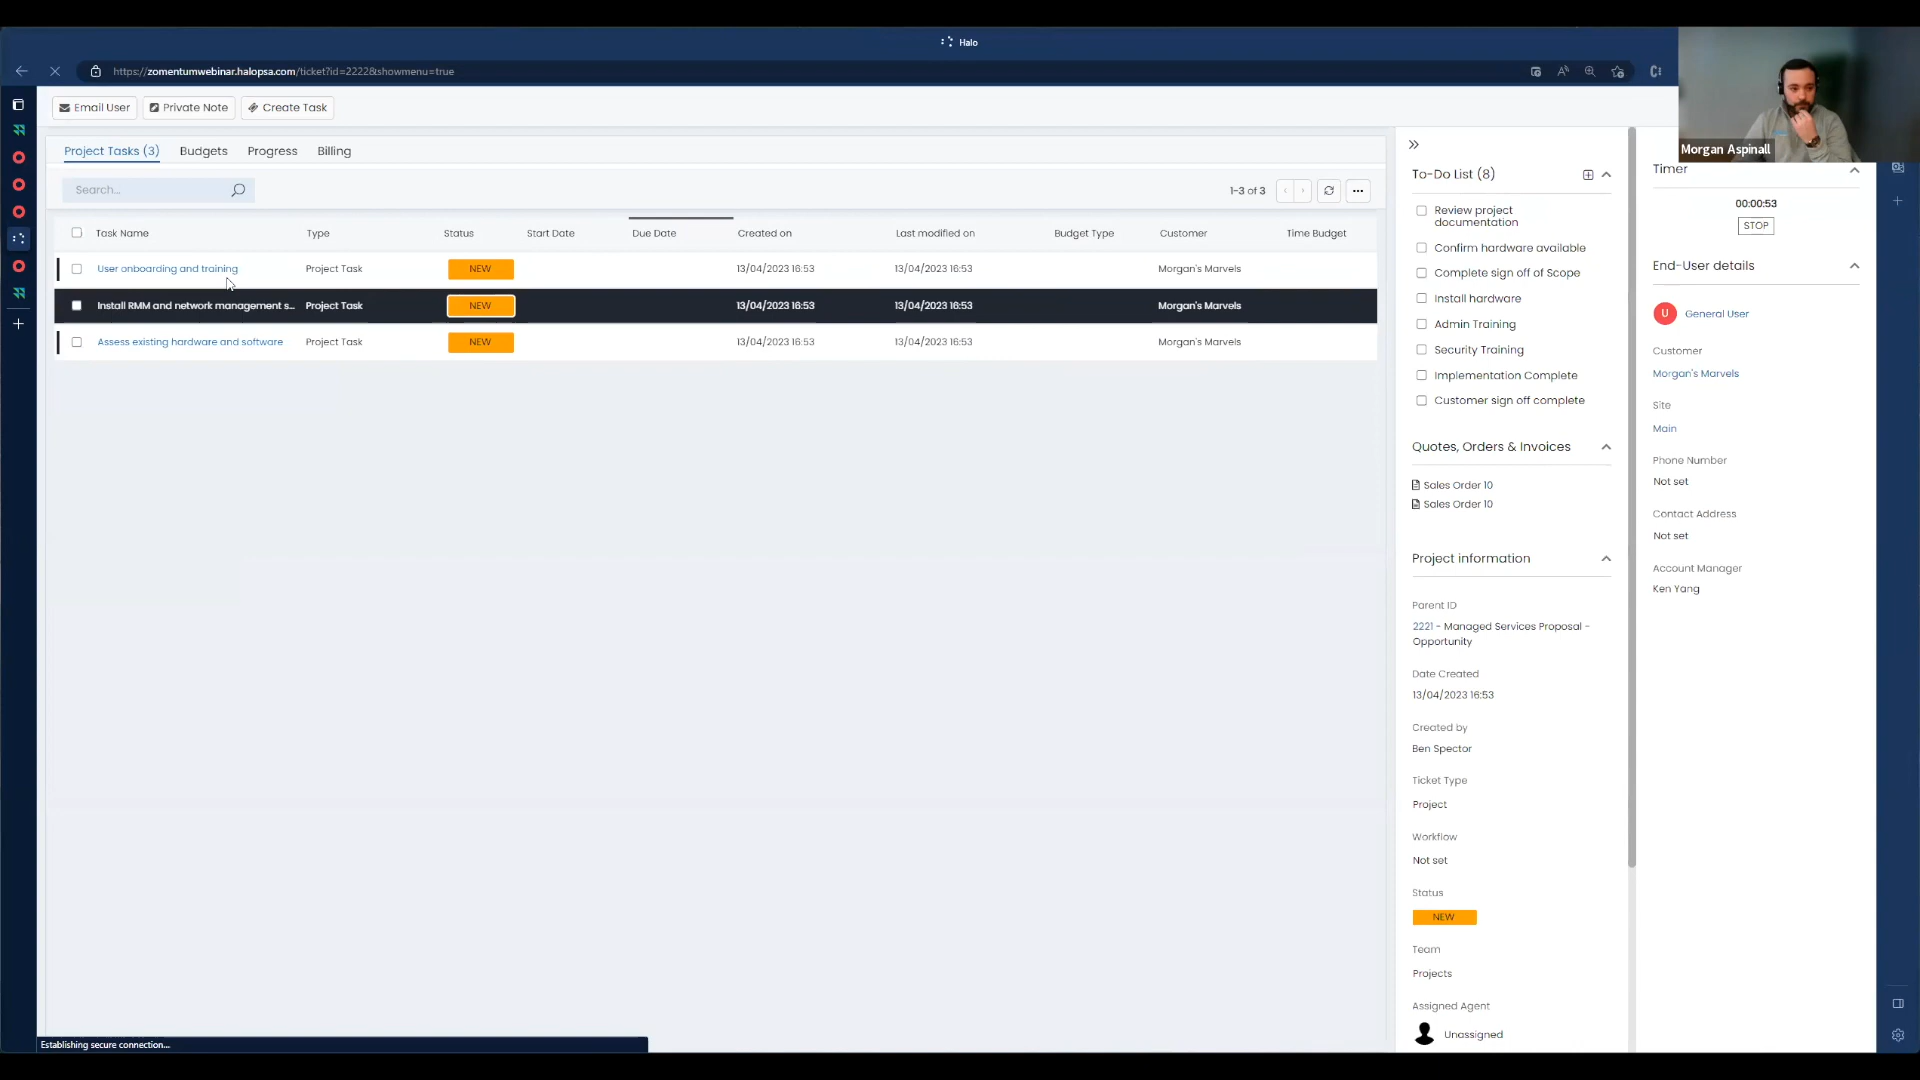 Halo
https://zomentumwebinar.halopsa.com/ticket?id=2222&showmenu=true
Morgan Aspinall
Email User
Private Note
Create Task
Project Tasks (3)
Budgets
Progress
Billing
Search...
1-3 of 3
Task Name
Type
Status
Start Date
Due Date
Created on
Last modified on
Budget Type
Customer
Time Budget
User onboarding and training
Project Task
NEW
13/04/2023 16:53
13/04/2023 16:53
Morgan's Marvels
Install RMM and network management s...
Project Task
NEW
13/04/2023 16:53
13/04/2023 16:53
Morgan's Marvels
Assess existing hardware and software
Project Task
NEW
13/04/2023 16:53
13/04/2023 16:53
Morgan's Marvels
To-Do List (8)
Review project
documentation
Confirm hardware available
Complete sign off of Scope
Install hardware
Admin Training
Security Training
Implementation Complete
Customer sign off complete
Quotes, Orders & Invoices
Sales Order 10
Sales Order 10
Project information
Parent ID
2221 - Managed Services Proposal -
Opportunity
Date Created
13/04/2023 16:53
Created by
Ben Spector
Ticket Type
Project
Workflow
Not set
Status
NEW
Team
Projects
Assigned Agent
Unassigned
Timer
00:00:53
STOP
End-User details
U
General User
Customer
Morgan's Marvels
Site
Main
Phone Number
Not set
Contact Address
Not set
Account Manager
Ken Yang
Establishing secure connection...